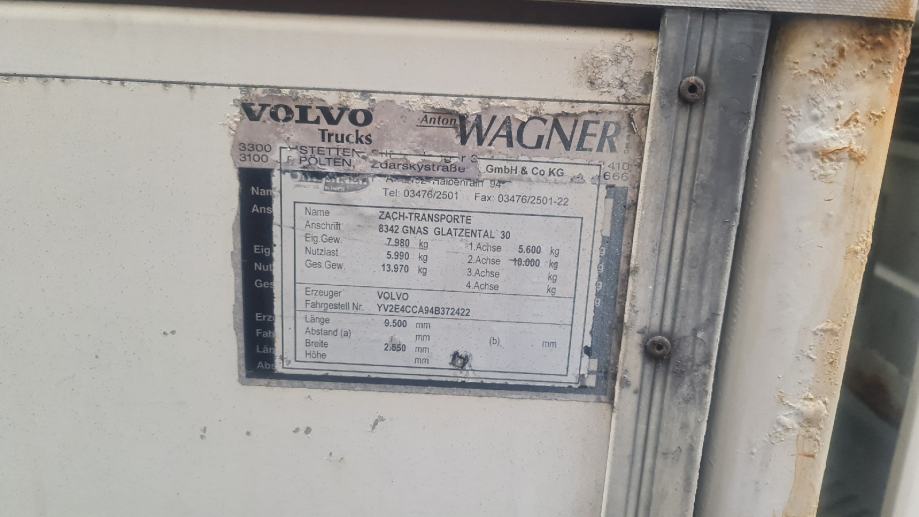 VOLVO Anton WAGNER
Trucks
3300 STETTEN
3100 PÖLTEN, Zdarskystraße GmbH & Co KG 666
Tel: 03476/2501 Fax: 03476/2501-22
Name ZACH-TRANSPORTE
Anschrift 8342 GNAS GLATZENTAL 30
Eig.Gew. 7.980 kg 1.Achse 5.600 kg
Nutzlast 5.990 kg 2.Achse 10.000 kg
Ges.Gew. 13.970 kg 3.Achse kg
4.Achse kg
Erzeuger VOLVO
Fahrgestell Nr. YV2E4CCA94B372422
Länge 9.500 mm
Abstand (a) mm (b) mm
Breite 2.550 mm
Höhe mm